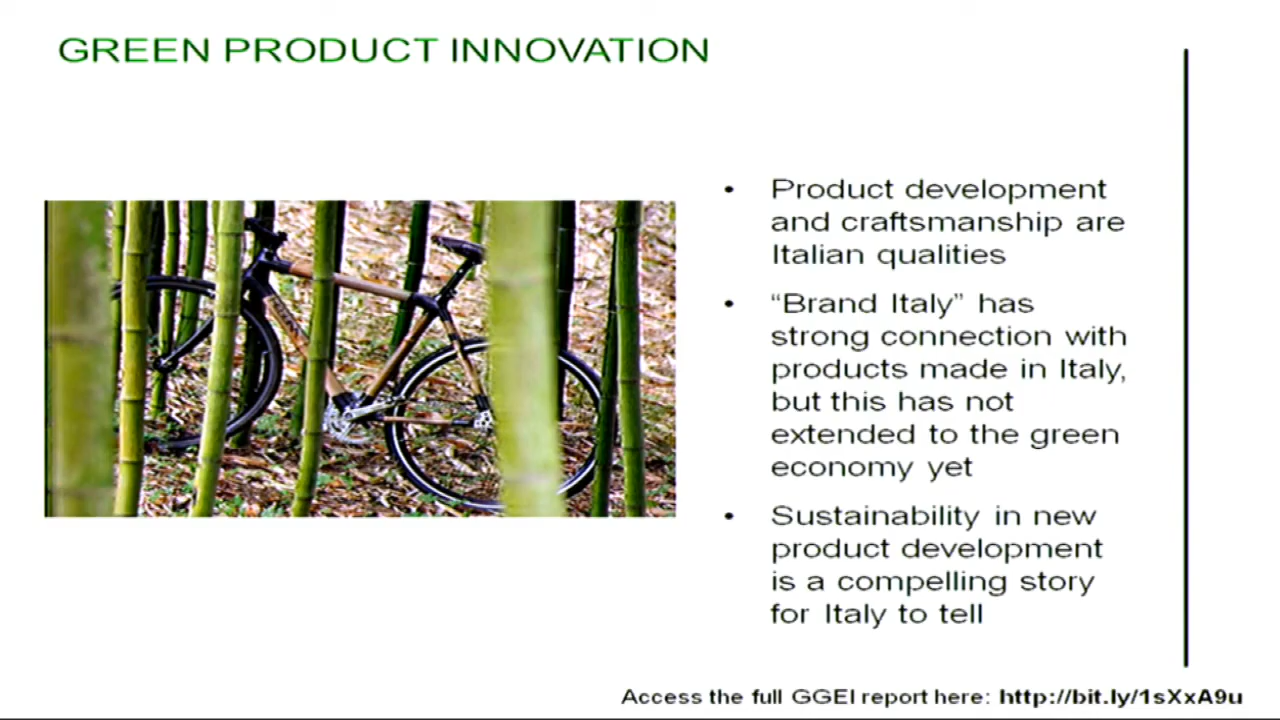 GREEN PRODUCT INNOVATION
• Product development
and craftsmanship are
Italian qualities
• “Brand Italy” has
strong connection with
products made in Italy,
but this has not
extended to the green
economy yet
• Sustainability in new
product development
is a compelling story
for Italy to tell
Access the full GGEI report here: http://bit.ly/1sXxA9u